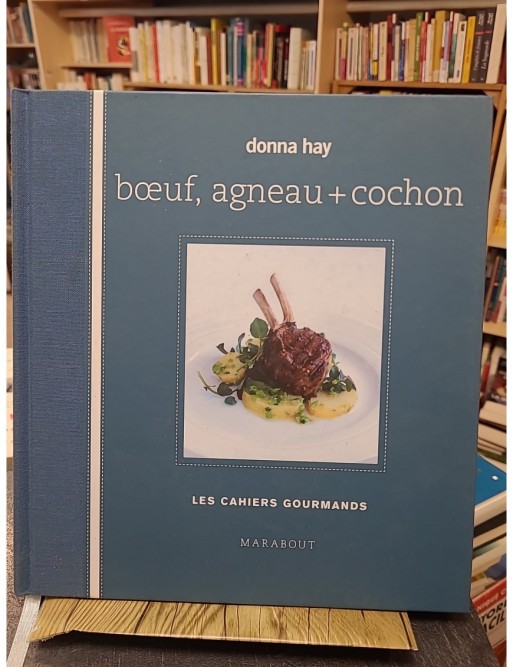 donna hay
bœuf, agneau + cochon
LES CAHIERS GOURMANDS
MARABOUT